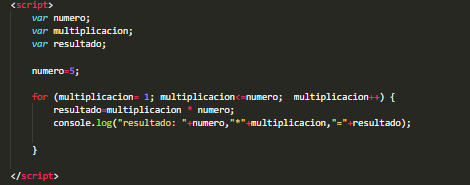 <script>
var numero;
var multiplicacion;
var resultado;
numero=5;
for (multiplicacion= 1; multiplicacion<=numero; multiplicacion++) {
resultado=multiplicacion * numero;
console.log("resultado: "+numero,"*"+multiplicacion,"="+resultado);
}
</script>